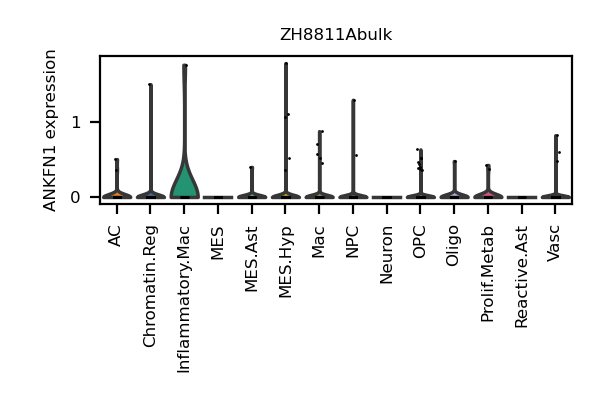 ZH8811Abulk
ANKFN1 expression
1
0
AC
Chromatin.Reg
Inflammatory.Mac
MES
MES.Ast
MES.Hyp
Mac
NPC
Neuron
OPC
Oligo
Prolif.Metab
Reactive.Ast
Vasc